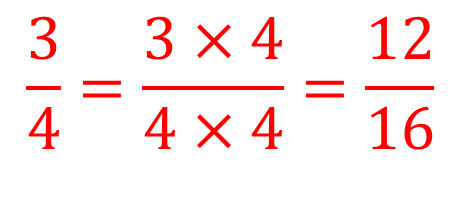 3/4 = 3 × 4/4 × 4 = 12/16